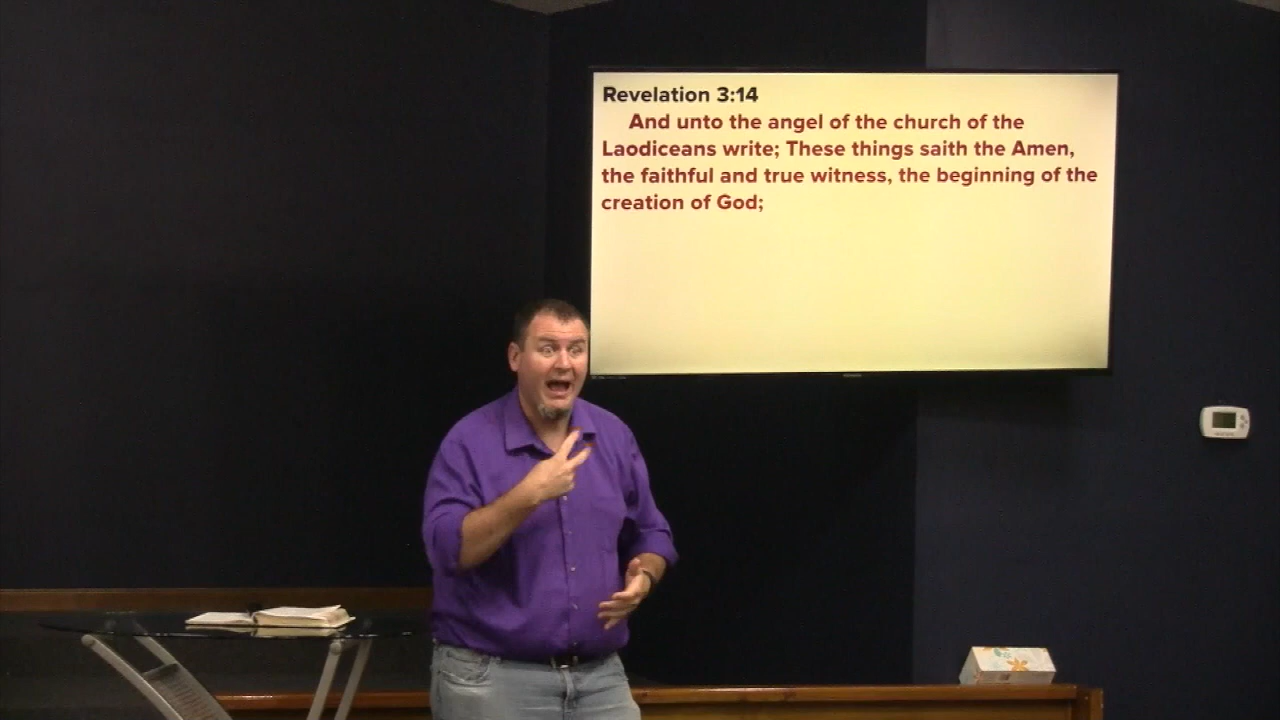 Revelation 3:14
And unto the angel of the church of the
Laodiceans write; These things saith the Amen,
the faithful and true witness, the beginning of the
creation of God;